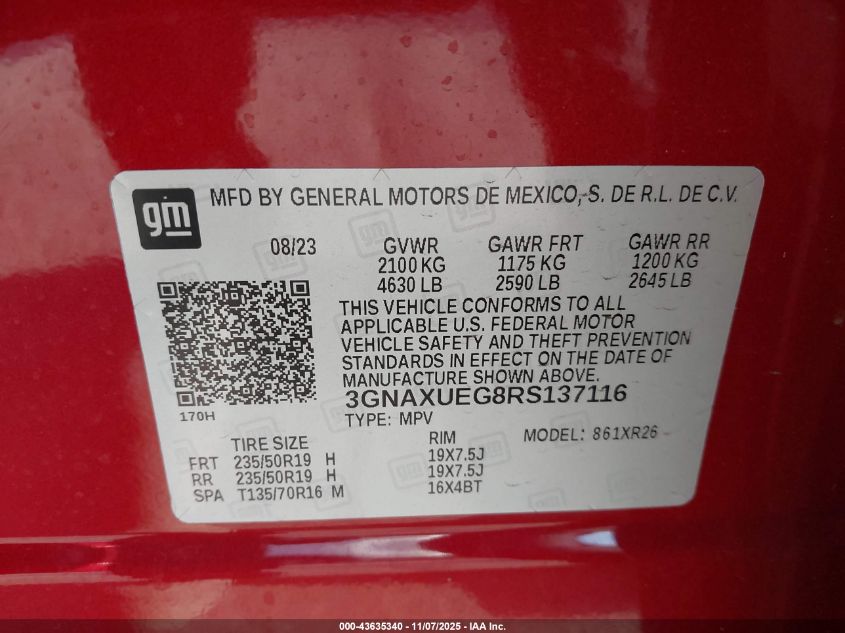 gm
MFD BY GENERAL MOTORS DE MEXICO, S. DE R.L. DE C.V.
08/23 GVWR GAWR FRT GAWR RR
2100 KG 1175 KG 1200 KG
4630 LB 2590 LB 2645 LB
THIS VEHICLE CONFORMS TO ALL
APPLICABLE U.S. FEDERAL MOTOR
VEHICLE SAFETY AND THEFT PREVENTION
STANDARDS IN EFFECT ON THE DATE OF
MANUFACTURE SHOWN ABOVE.
3GNAXUEG8RS137116
170H
TYPE: MPV
MODEL: 861XR26
TIRE SIZE RIM
FRT 235/50R19 H 19X7.5J
RR 235/50R19 H 19X7.5J
SPA T135/70R16 M 16X4BT
000-43635340 - 11/07/2025 - IAA Inc.